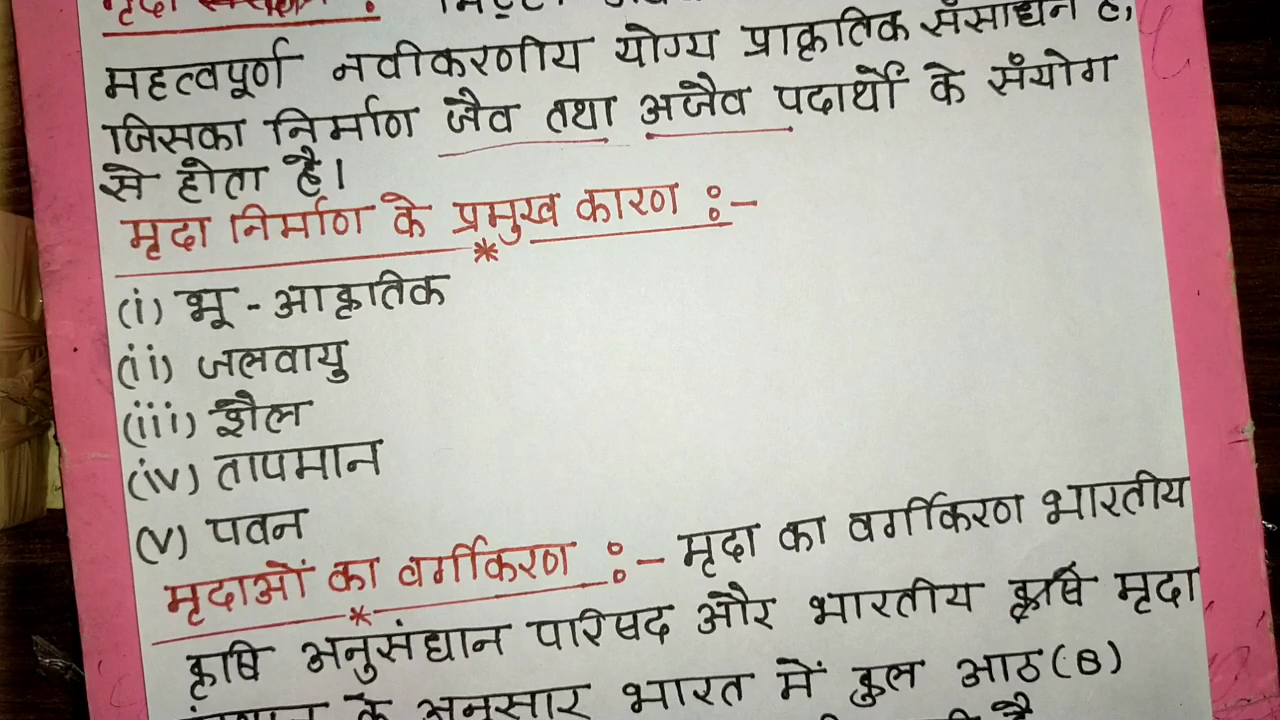 मृदा :
महत्वपूर्ण नवीकरणीय योग्य प्राकृतिक संसाधन है,
जिसका निर्माण जैव तथा अजैव पदार्थों के संयोग
से होता है।
मृदा निर्माण के प्रमुख कारण :-
(i) भू - आकृतिक
(ii) जलवायु
(iii) शैल
(iv) तापमान
(v) पवन
मृदाओं का वर्गीकरण :- मृदा का वर्गीकरण भारतीय
कृषि अनुसंधान परिषद और भारतीय कृषि मृदा
के अनुसार भारत में कुल आठ (8)
है